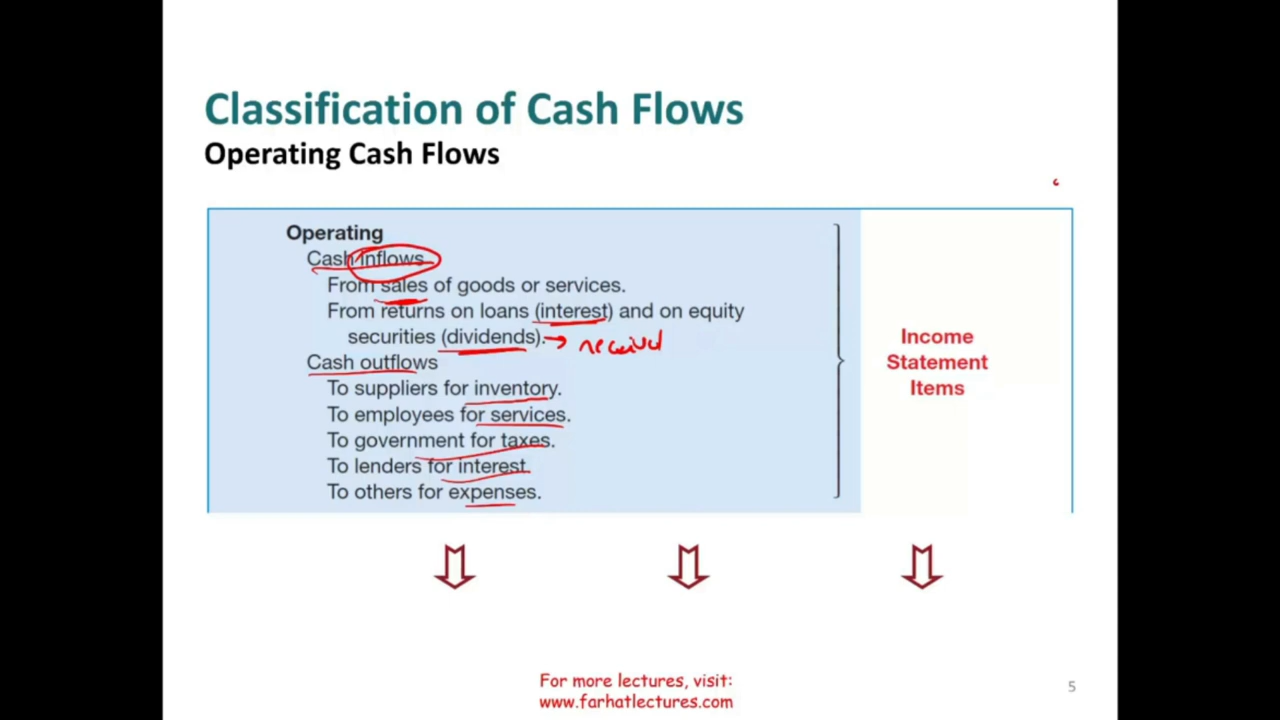 Classification of Cash Flows
Operating Cash Flows
Operating
Cash inflows
From sales of goods or services.
From returns on loans (interest) and on equity
securities (dividends). → received
Cash outflows
To suppliers for inventory.
To employees for services.
To government for taxes.
To lenders for interest.
To others for expenses.
Income
Statement
Items
For more lectures, visit:
www.farhatlectures.com
5